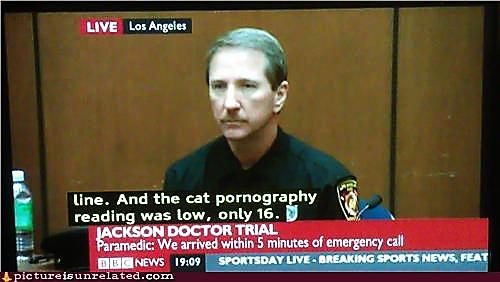 LIVE Los Angeles
line. And the cat pornography
reading was low, only 16.
JACKSON DOCTOR TRIAL
Paramedic: We arrived within 5 minutes of emergency call
BBC NEWS 19:09 SPORTSDAY LIVE - BREAKING SPORTS NEWS, FEAT
pictureisunrelated.com